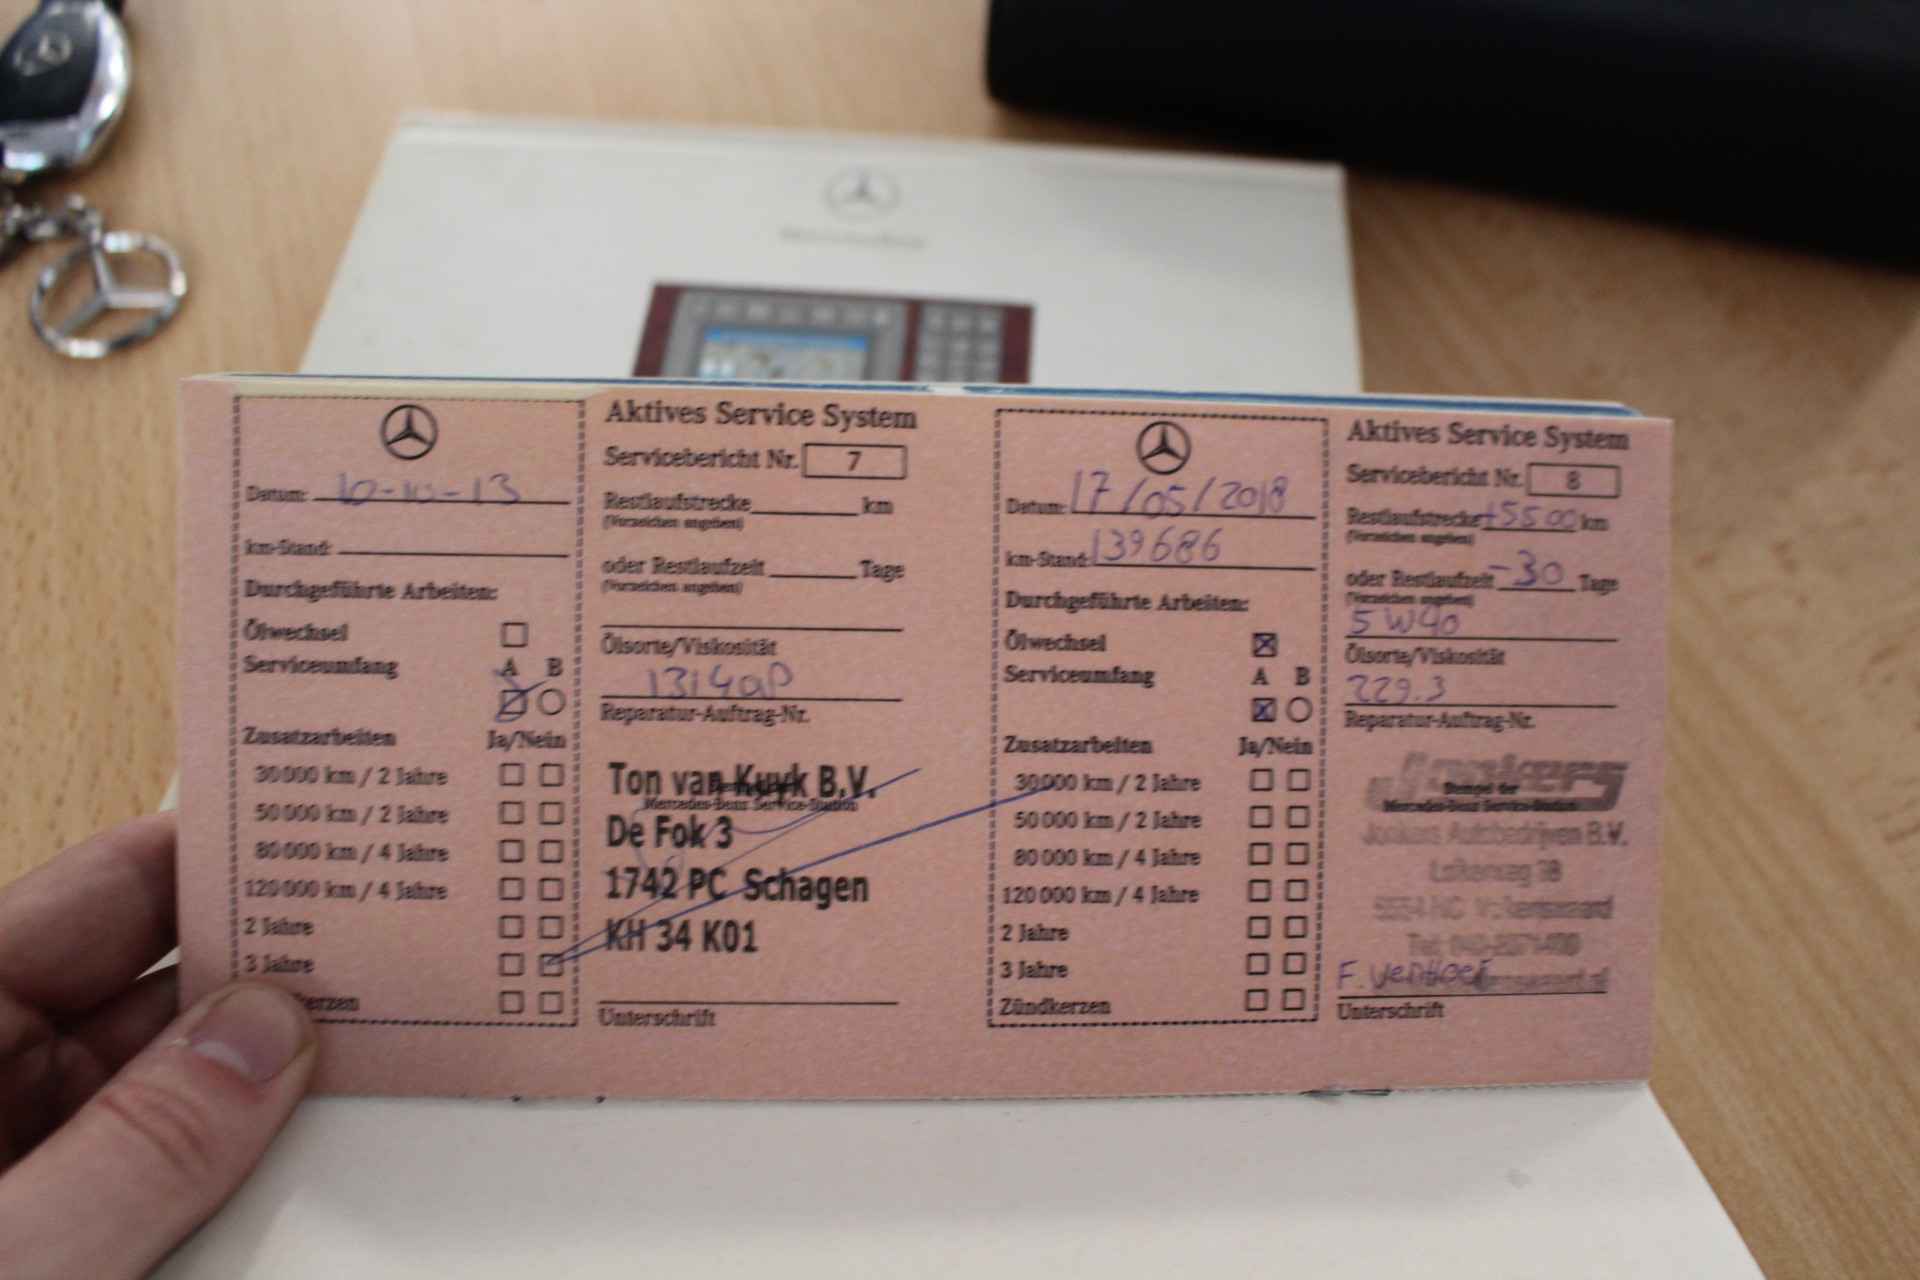 Datum: 10-10-13
km-Stand:
Durchgeführte Arbeiten:
Ölwechsel
Serviceumfang A B
Zusatzarbeiten Ja/Nein
30 000 km / 2 Jahre
50 000 km / 2 Jahre
80 000 km / 4 Jahre
120 000 km / 4 Jahre
2 Jahre
3 Jahre
kerzen
Aktives Service System
Servicebericht Nr. 7
Restlaufstrecke km
(Vorzeichen angeben)
oder Restlaufzeit Tage
(Vorzeichen angeben)
Ölsorte/Viskosität
Reparatur-Auftrag-Nr.
Ton van Kuyk B.V.
Mercedes-Benz Service-Station
De Fok 3
1742 PC Schagen
KH 34 K01
Unterschrift
Datum: 17/05/2018
km-Stand: 139686
Durchgeführte Arbeiten:
Ölwechsel
Serviceumfang A B
Zusatzarbeiten Ja/Nein
30 000 km / 2 Jahre
50 000 km / 2 Jahre
80 000 km / 4 Jahre
120 000 km / 4 Jahre
2 Jahre
3 Jahre
Zündkerzen
Aktives Service System
Servicebericht Nr. 8
Restlaufstrecke +5500 km
(Vorzeichen angeben)
oder Restlaufzeit -30 Tage
(Vorzeichen angeben)
5W40
Ölsorte/Viskosität
229.3
Reparatur-Auftrag-Nr.
Stempel der
Mercedes-Benz Service-Station
Jonkers Autobedrijven B.V.
F.
Unterschrift